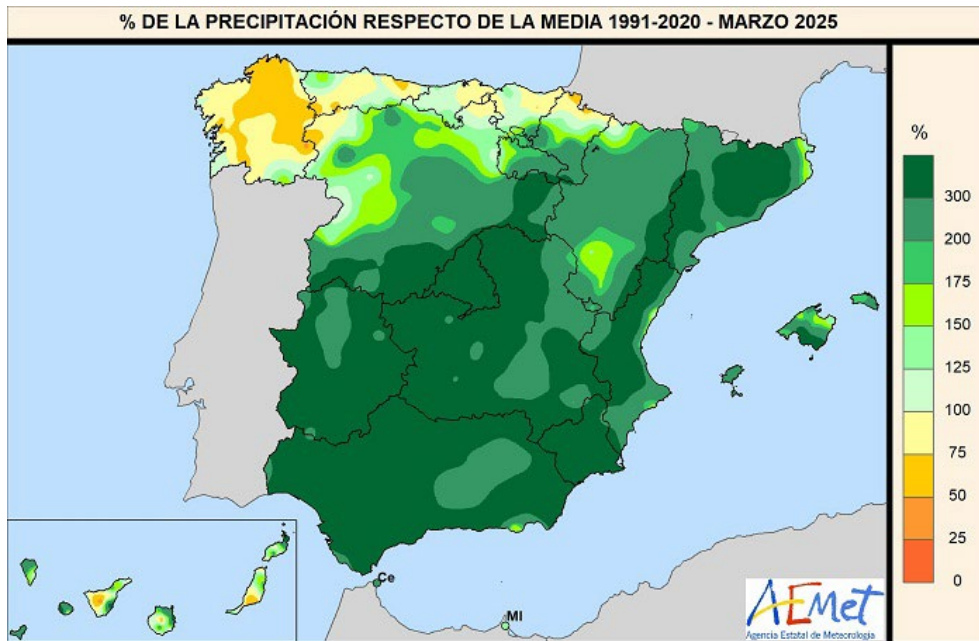 % DE LA PRECIPITACIÓN RESPECTO DE LA MEDIA 1991-2020 - MARZO 2025
%
300
200
175
150
125
100
75
50
25
0
Ce
Ml
AEMet
Agencia Estatal de Meteorología